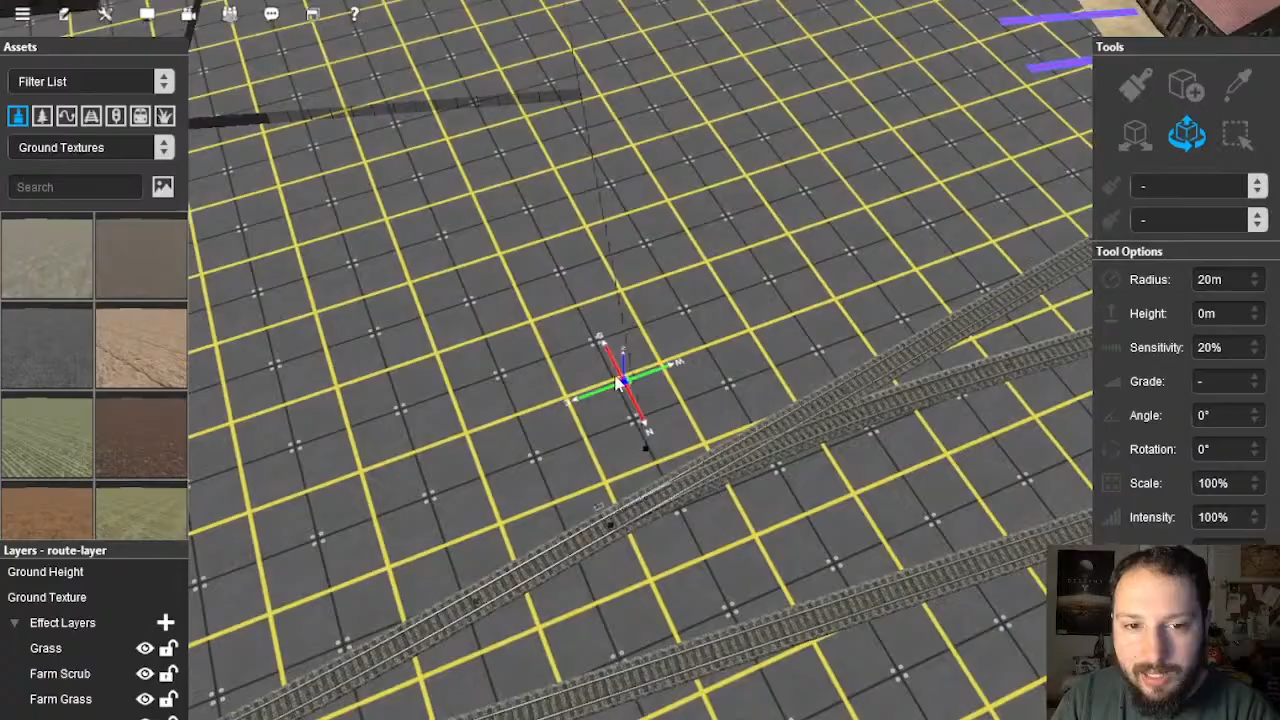 ?
Assets
Filter List
Ground Textures
Search
Layers - route-layer
Ground Height
Ground Texture
Effect Layers
Grass
Farm Scrub
Farm Grass
W
N
Tools
-
-
Tool Options
Radius: 20m
Height: 0m
Sensitivity: 20%
Grade: -
Angle: 0°
Rotation: 0°
Scale: 100%
Intensity: 100%
DESTINY